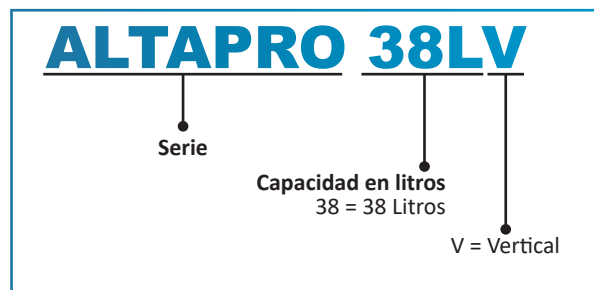 ALTAPRO 38LV
Serie
Capacidad en litros
38 = 38 Litros
V = Vertical